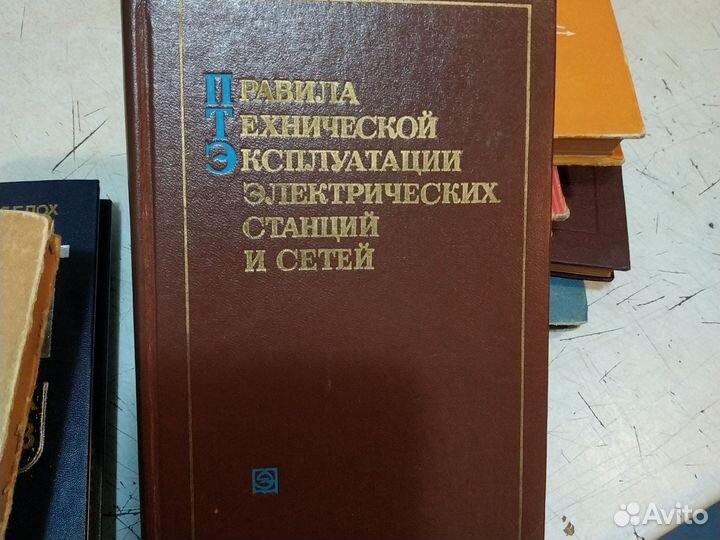 ПРАВИЛА
ТЕХНИЧЕСКОЙ
ЭКСПЛУАТАЦИИ
ЭЛЕКТРИЧЕСКИХ
СТАНЦИЙ
И СЕТЕЙ
Э
Avito